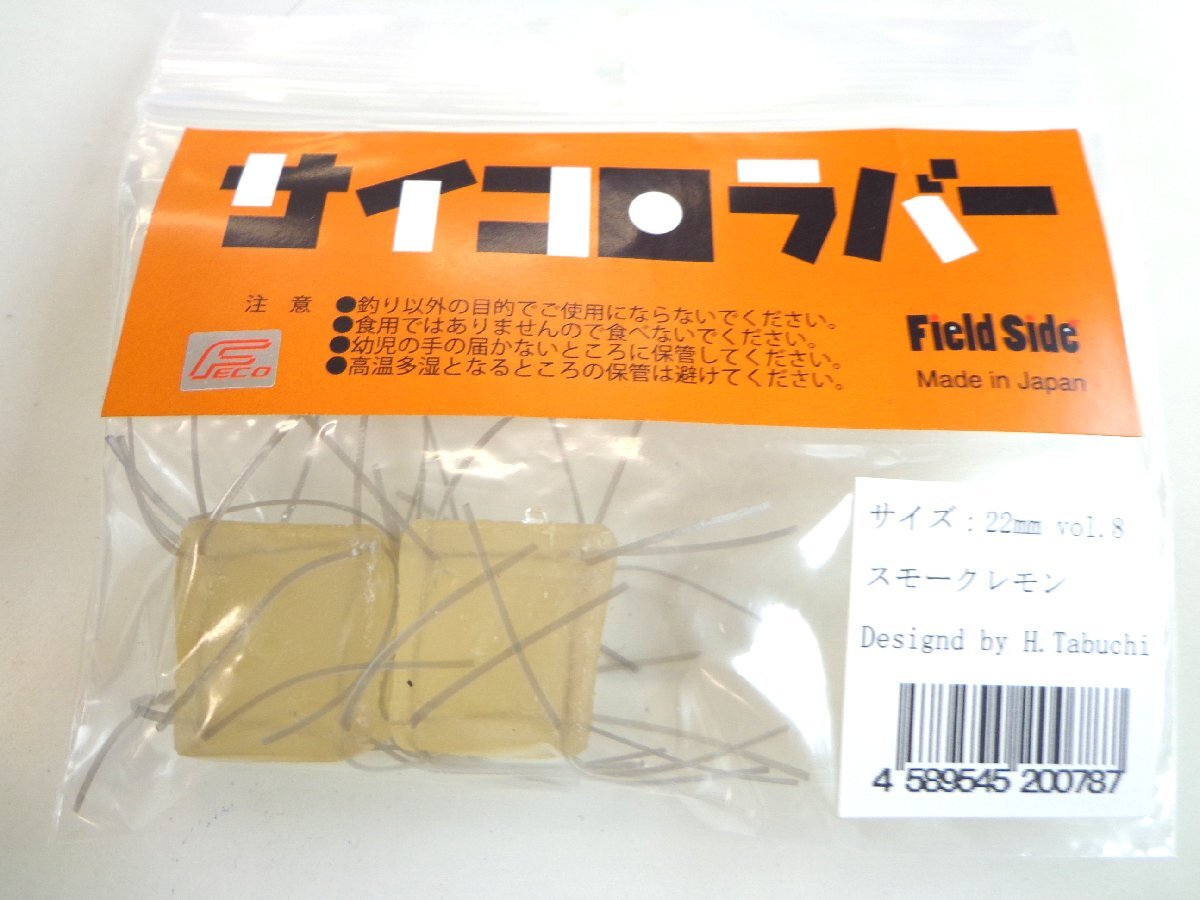 サイコロラバー
注意 ●釣り以外の目的でご使用にならないでください。
●食用ではありませんので食べないでください。
●幼児の手の届かないところに保管してください。
●高温多湿となるところの保管は避けてください。
FECO
Field Side
Made in Japan
サイズ：22mm vol.8
スモークレモン
Designd by H.Tabuchi
4 589545 200787